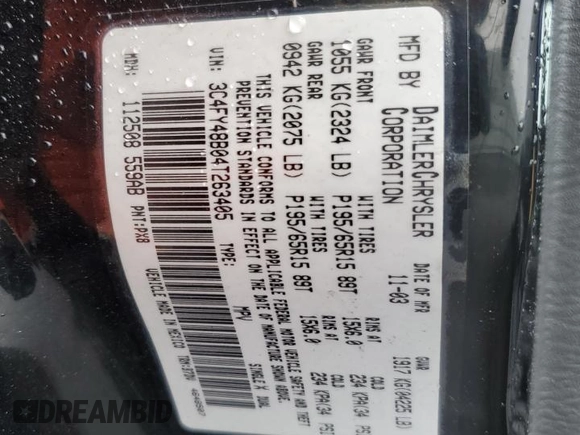 MFD BY DAIMLERCHRYSLER CORPORATION
DATE OF MFR 11-03
GVWR 1917 KG(04225 LB)
GAWR FRONT WITH TIRES RIMS AT COLD
1055 KG(2324 LB) P195/65R15 89T 15X6.0 234 KPA(34 PSI
GAWR REAR WITH TIRES RIMS AT COLD
0942 KG(2075 LB) P195/65R15 89T 15X6.0 234 KPA(34 PSI
THIS VEHICLE CONFORMS TO ALL APPLICABLE FEDERAL MOTOR VEHICLE SAFETY AND THEFT
PREVENTION STANDARDS IN EFFECT ON THE DATE OF MANUFACTURE SHOWN ABOVE.
VIN: 3C4FY48B04T263405 TYPE: MPV SINGLE X DUAL
MDH: 112508 559AB PNT:PX8
VEHICLE MADE IN MEXICO
DREAMBID